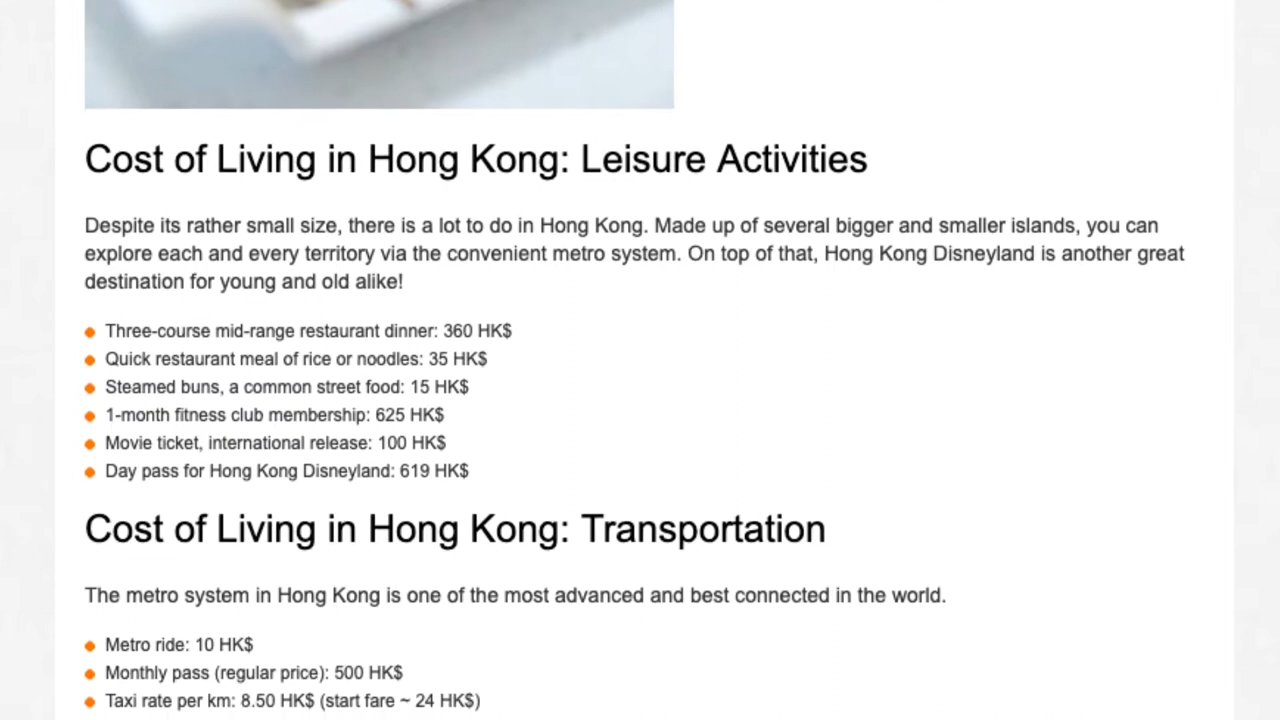 Cost of Living in Hong Kong: Leisure Activities
Despite its rather small size, there is a lot to do in Hong Kong. Made up of several bigger and smaller islands, you can
explore each and every territory via the convenient metro system. On top of that, Hong Kong Disneyland is another great
destination for young and old alike!
Three-course mid-range restaurant dinner: 360 HK$
Quick restaurant meal of rice or noodles: 35 HK$
Steamed buns, a common street food: 15 HK$
1-month fitness club membership: 625 HK$
Movie ticket, international release: 100 HK$
Day pass for Hong Kong Disneyland: 619 HK$
Cost of Living in Hong Kong: Transportation
The metro system in Hong Kong is one of the most advanced and best connected in the world.
Metro ride: 10 HK$
Monthly pass (regular price): 500 HK$
Taxi rate per km: 8.50 HK$ (start fare ~ 24 HK$)